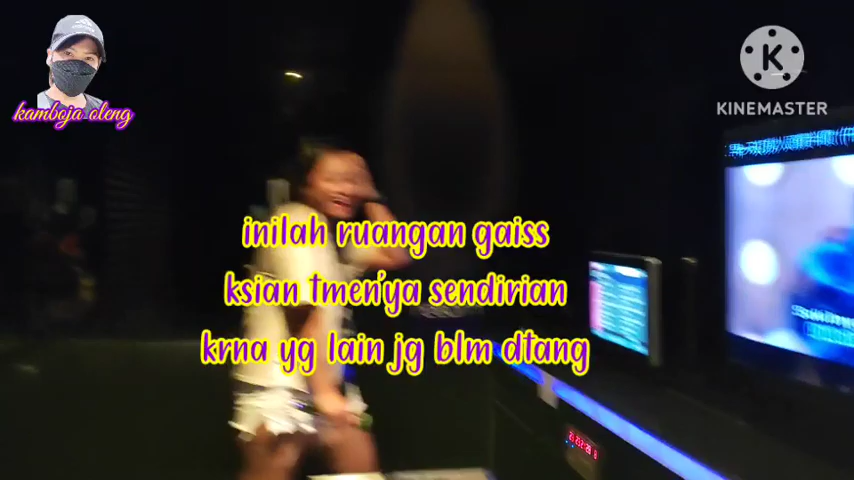 kamboja oleng
KINEMASTER
inilah ruangan gaiss
ksian tmen'ya sendirian
krna yg lain jg blm dtang